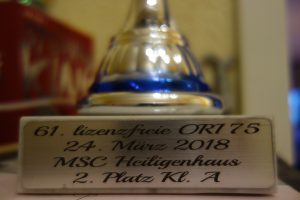 61. lizenzfreie ORI 75
24. März 2018
MSC Heiligenhaus
2. Platz Kl. A